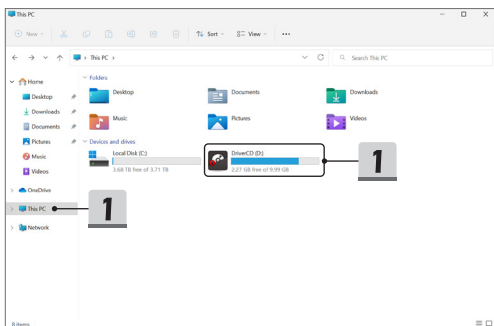 This PC
New
Sort View
This PC
Search This PC
Home
Desktop
Downloads
Documents
Pictures
Music
Videos
OneDrive
This PC
Network
Folders
Desktop
Documents
Downloads
Music
Pictures
Videos
Devices and drives
Local Disk (C:)
3.68 TB free of 3.71 TB
DriverCD (D:)
2.27 GB free of 9.99 GB
1
1
8 items